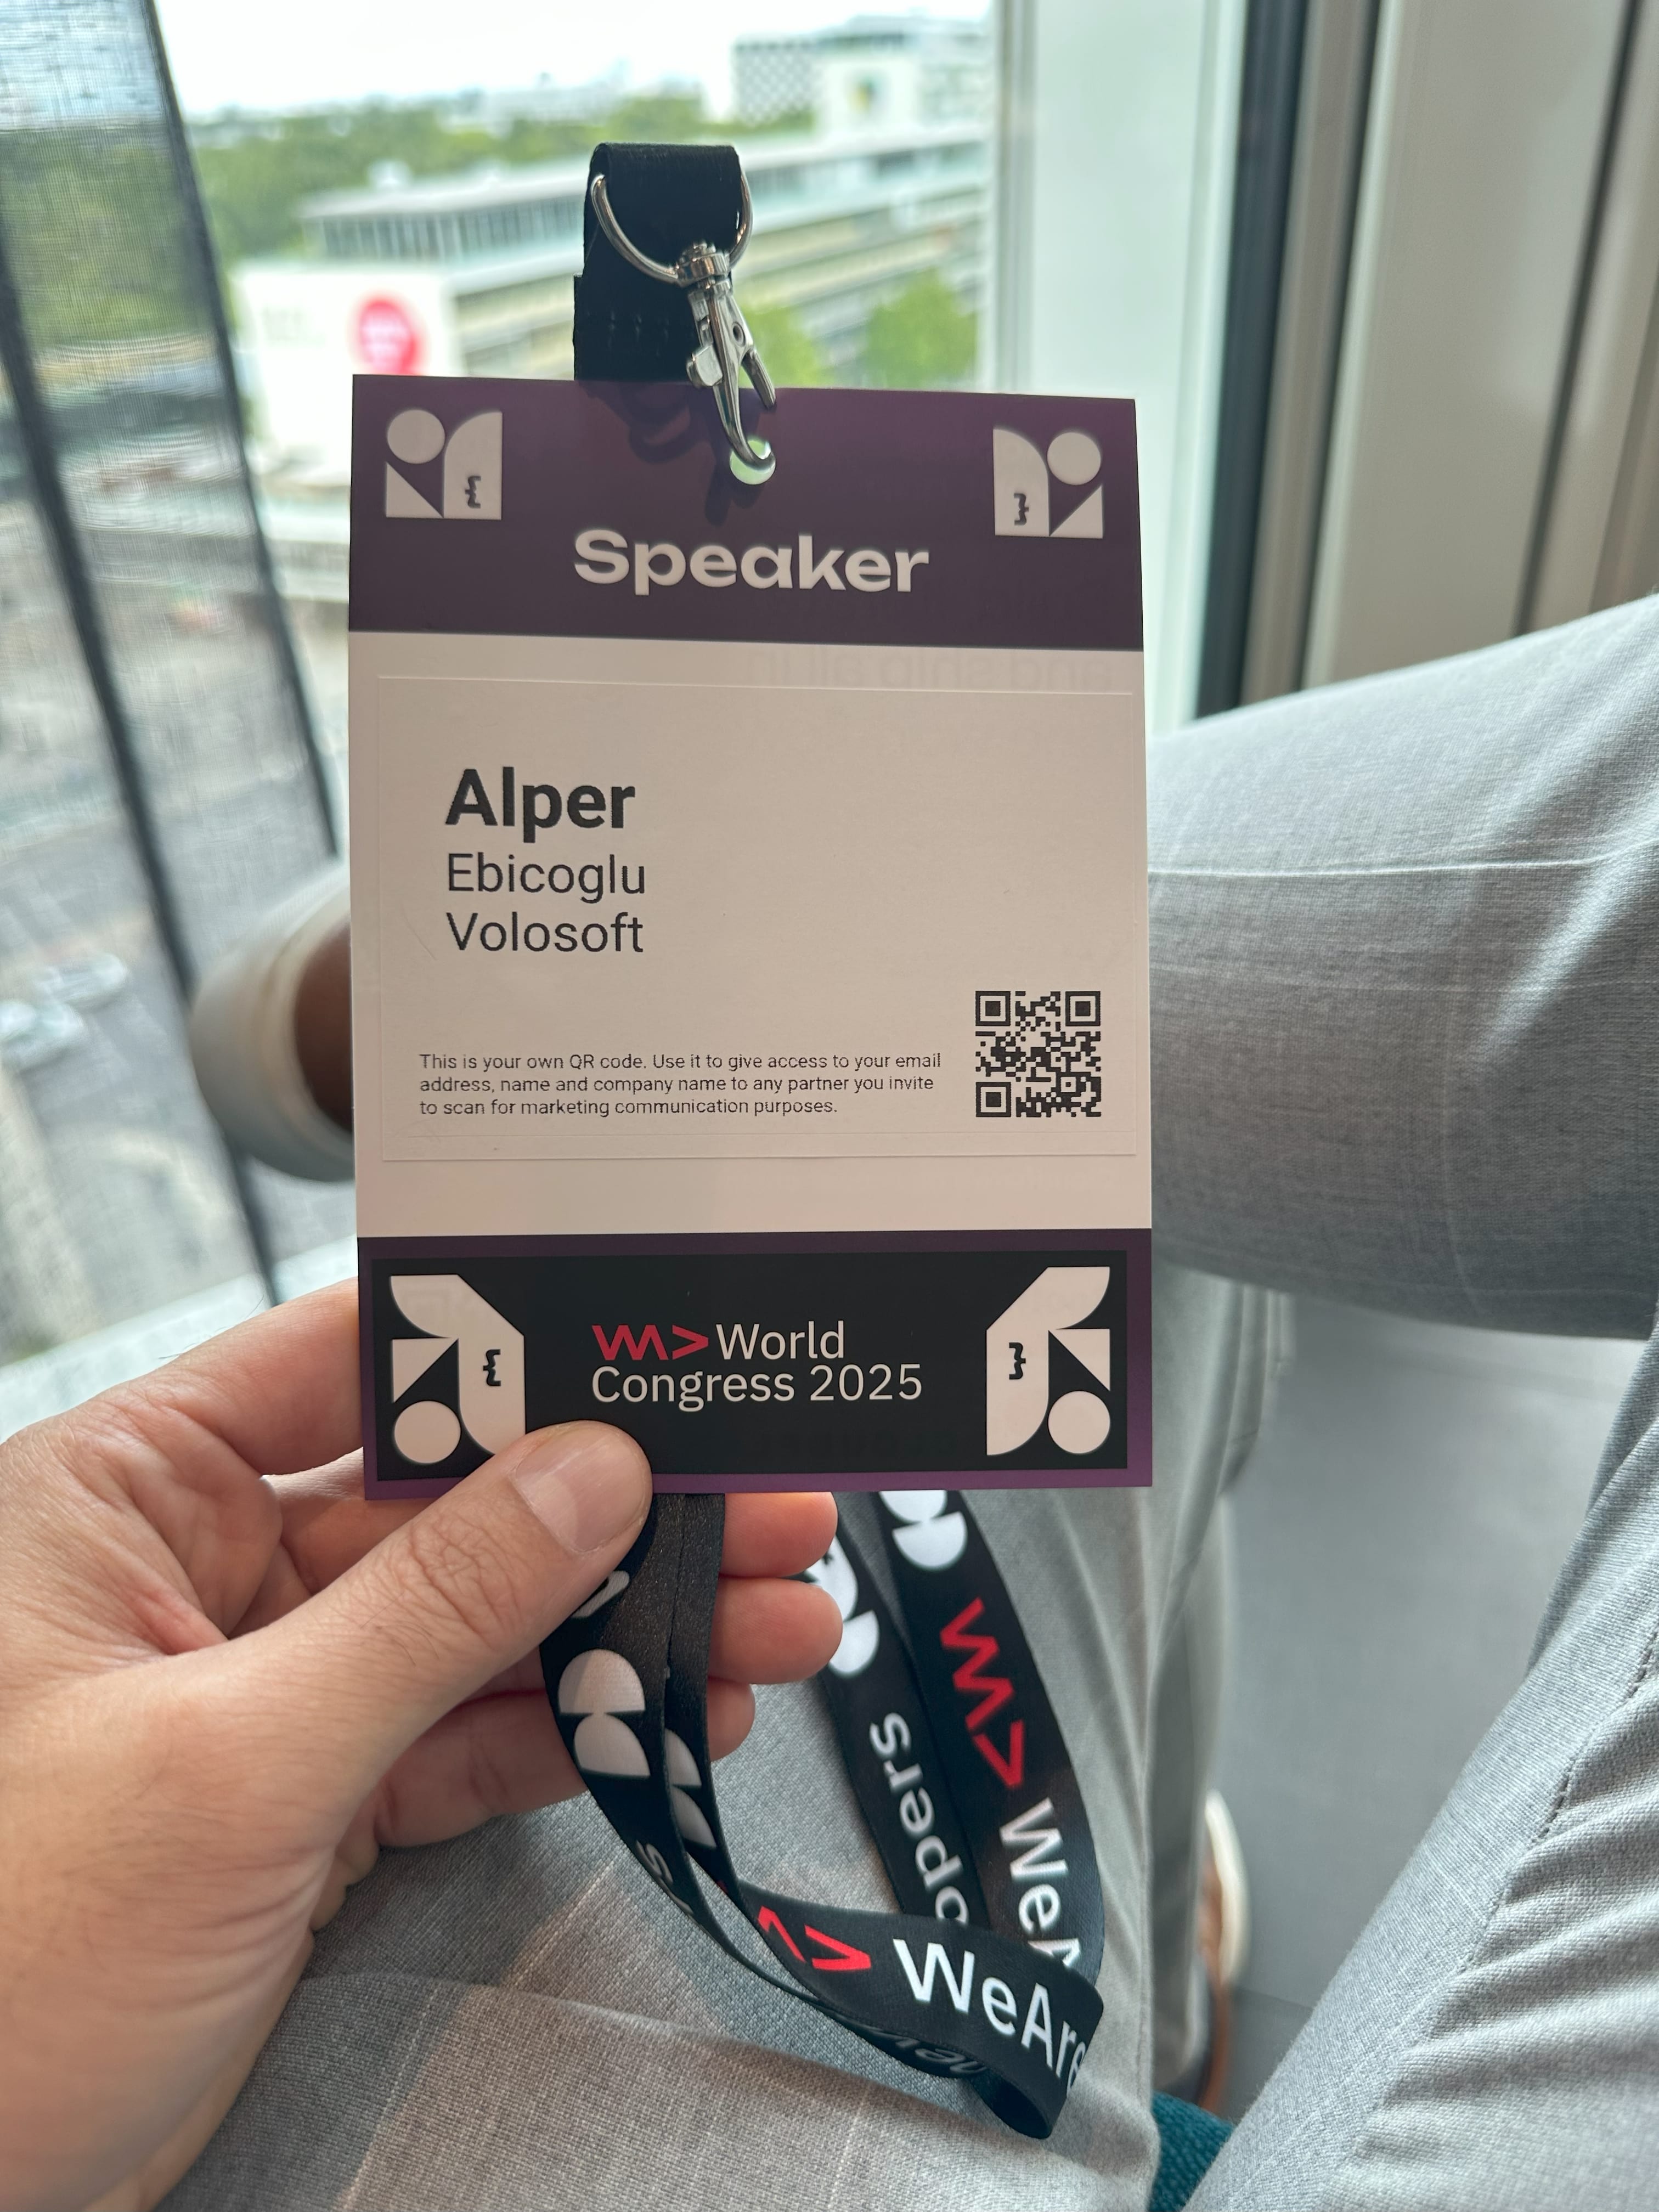 Speaker
Alper
Ebicoglu
Volosoft
This is your own QR code. Use it to give access to your email
address, name and company name to any partner you invite
to scan for marketing communication purposes.
World
Congress 2025
WeAre